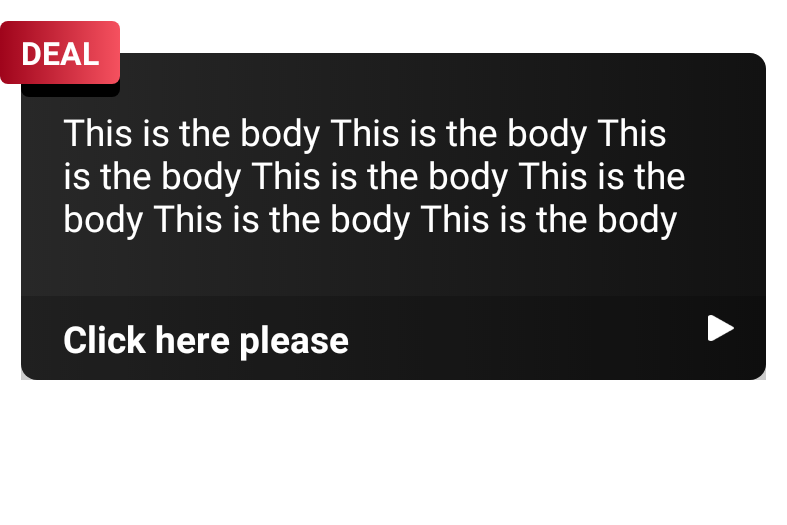 DEAL
This is the body This is the body This
is the body This is the body This is the
body This is the body This is the body
Click here please